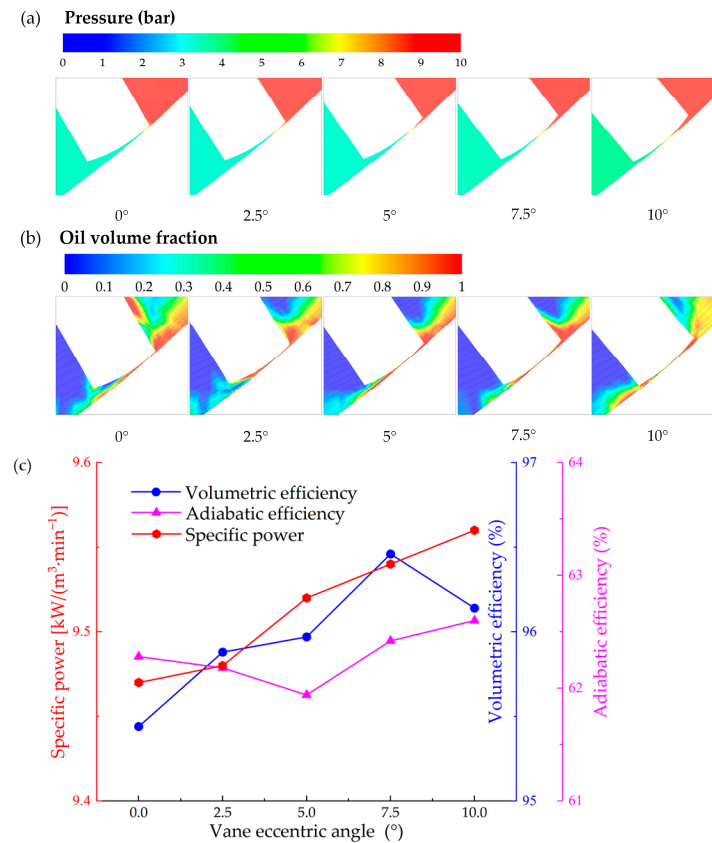 (a) Pressure (bar)
0 1 2 3 4 5 6 7 8 9 10
0° 2.5° 5° 7.5° 10°
(b) Oil volume fraction
0 0.1 0.2 0.3 0.4 0.5 0.6 0.7 0.8 0.9 1
0° 2.5° 5° 7.5° 10°
(c)
9.6
9.5
9.4
Specific power [kW/(m³·min⁻¹)]
Volumetric efficiency
Adiabatic efficiency
Specific power
97
96
95
Volumetric efficiency (%)
64
63
62
61
Adiabatic efficiency (%)
0.0 2.5 5.0 7.5 10.0
Vane eccentric angle (°)